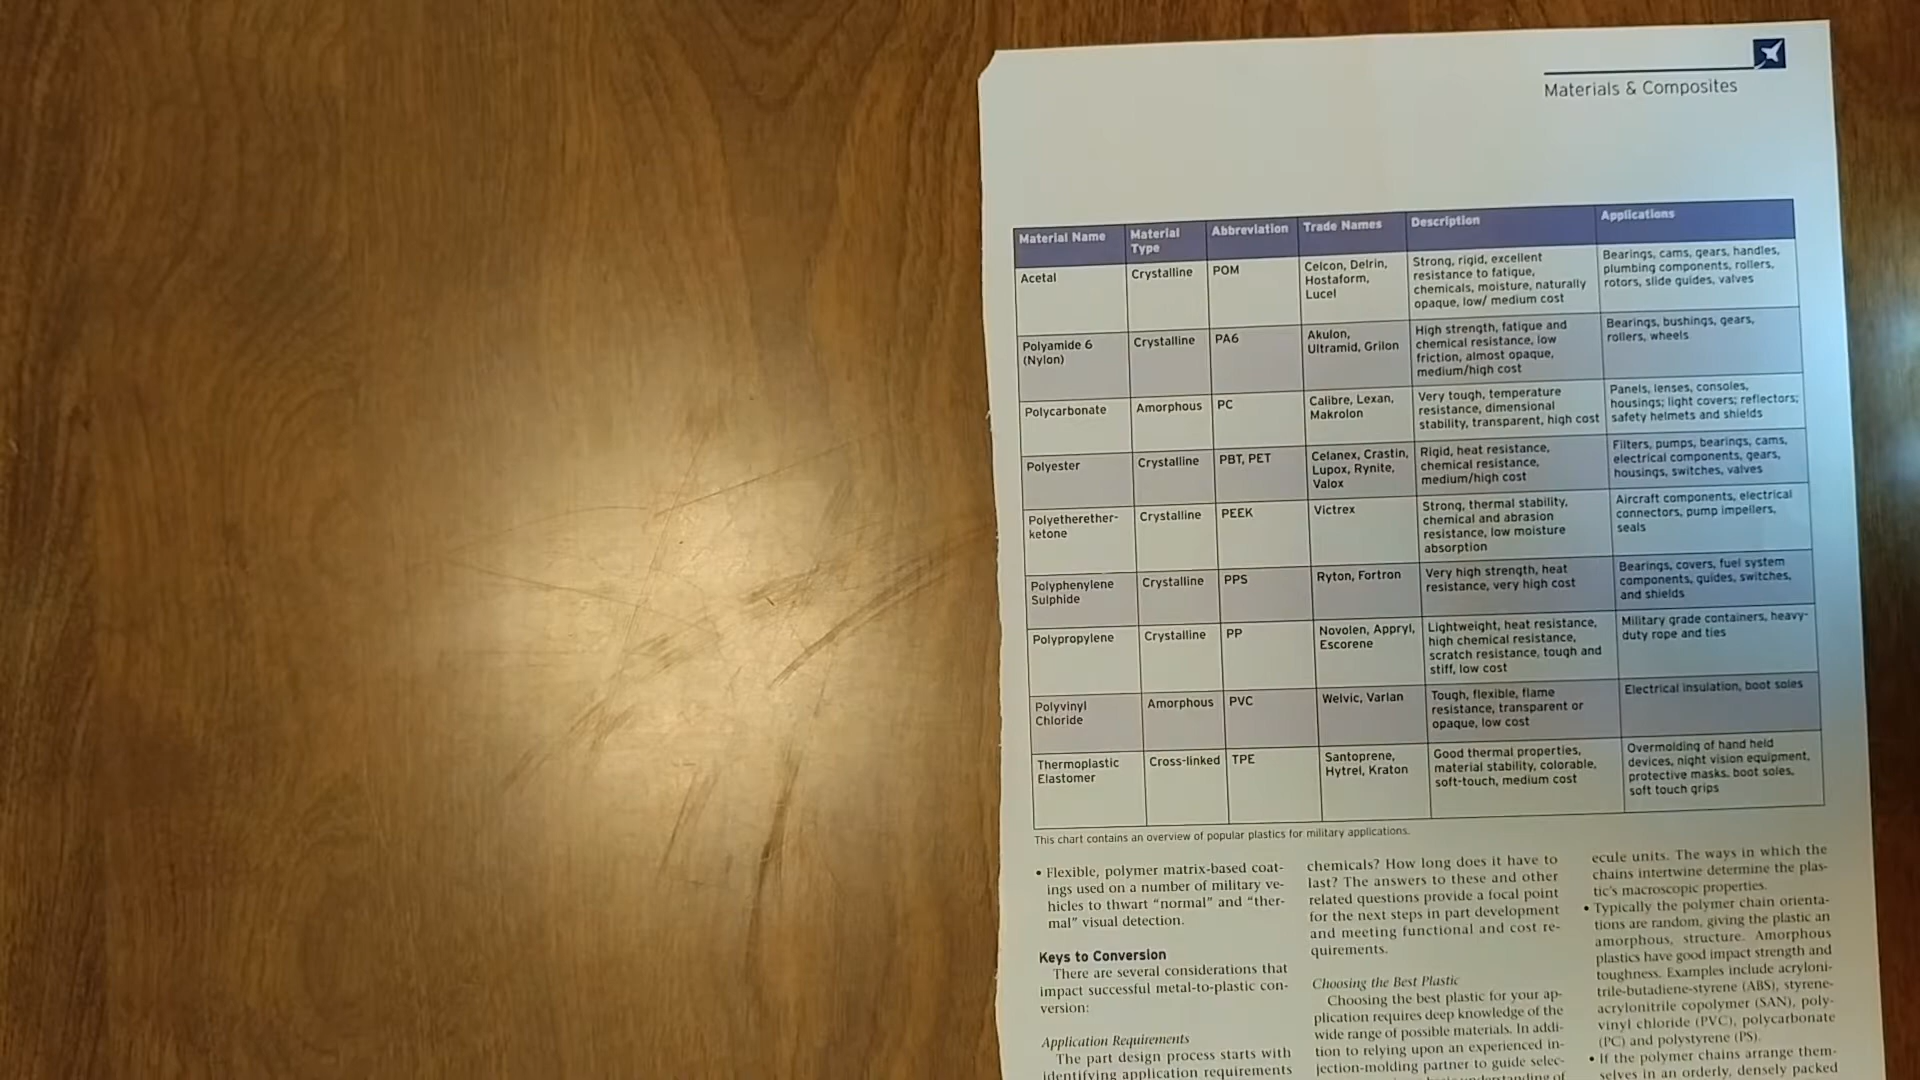 Materials & Composites
Material Name
Material
Type
Abbreviation
Trade Names
Description
Applications
Acetal
Crystalline
POM
Celcon, Delrin,
Hostaform,
Lucel
Strong, rigid, excellent
resistance to fatigue,
chemicals, moisture, naturally
opaque, low/ medium cost
Bearings, cams, gears, handles,
plumbing components, rollers,
rotors, slide guides, valves
Polyamide 6
(Nylon)
Crystalline
PA6
Akulon,
Ultramid, Grilon
High strength, fatigue and
chemical resistance, low
friction, almost opaque,
medium/high cost
Bearings, bushings, gears,
rollers, wheels
Polycarbonate
Amorphous
PC
Calibre, Lexan,
Makrolon
Very tough, temperature
resistance, dimensional
stability, transparent, high cost
Panels, lenses, consoles,
housings; light covers; reflectors;
safety helmets and shields
Polyester
Crystalline
PBT, PET
Celanex, Crastin,
Lupox, Rynite,
Valox
Rigid, heat resistance,
chemical resistance,
medium/high cost
Filters, pumps, bearings, cams,
electrical components, gears,
housings, switches, valves
Polyetherether-
ketone
Crystalline
PEEK
Victrex
Strong, thermal stability,
chemical and abrasion
resistance, low moisture
absorption
Aircraft components, electrical
connectors, pump impellers,
seals
Polyphenylene
Sulphide
Crystalline
PPS
Ryton, Fortron
Very high strength, heat
resistance, very high cost
Bearings, covers, fuel system
components, guides, switches,
and shields
Polypropylene
Crystalline
PP
Novolen, Appryl,
Escorene
Lightweight, heat resistance,
high chemical resistance,
scratch resistance, tough and
stiff, low cost
Military grade containers, heavy-
duty rope and ties
Polyvinyl
Chloride
Amorphous
PVC
Welvic, Varlan
Tough, flexible, flame
resistance, transparent or
opaque, low cost
Electrical insulation, boot soles
Thermoplastic
Elastomer
Cross-linked
TPE
Santoprene,
Hytrel, Kraton
Good thermal properties,
material stability, colorable,
soft-touch, medium cost
Overmolding of hand held
devices, night vision equipment,
protective masks. boot soles,
soft touch grips
This chart contains an overview of popular plastics for military applications.
• Flexible, polymer matrix-based coat-
ings used on a number of military ve-
hicles to thwart “normal” and “ther-
mal” visual detection.
Keys to Conversion
There are several considerations that
impact successful metal-to-plastic con-
version:
Application Requirements
The part design process starts with
identifying application requirements
chemicals? How long does it have to
last? The answers to these and other
related questions provide a focal point
for the next steps in part development
and meeting functional and cost re-
quirements.
Choosing the Best Plastic
Choosing the best plastic for your ap-
plication requires deep knowledge of the
wide range of possible materials. In addi-
tion to relying upon an experienced in-
jection-molding partner to guide selec-
understanding of
ecule units. The ways in which the
chains intertwine determine the plas-
tic's macroscopic properties.
• Typically the polymer chain orienta-
tions are random, giving the plastic an
amorphous, structure. Amorphous
plastics have good impact strength and
toughness. Examples include acryloni-
trile-butadiene-styrene (ABS), styrene-
acrylonitrile copolymer (SAN), poly-
vinyl chloride (PVC), polycarbonate
(PC) and polystyrene (PS).
• If the polymer chains arrange them-
selves in an orderly, densely packed